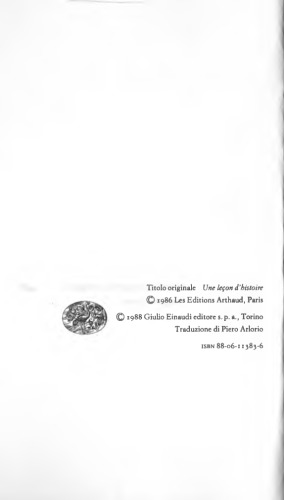 Titolo originale Une leçon d'histoire
© 1986 Les Editions Arthaud, Paris
© 1988 Giulio Einaudi editore s. p. a., Torino
Traduzione di Piero Arlorio
ISBN 88-06-11383-6